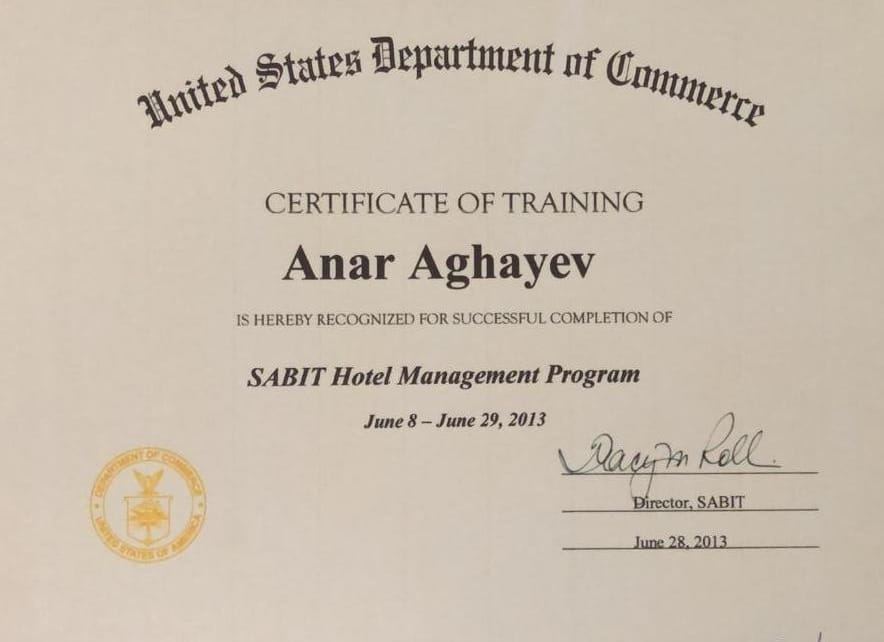 United States Department of Commerce
CERTIFICATE OF TRAINING
Anar Aghayev
IS HEREBY RECOGNIZED FOR SUCCESSFUL COMPLETION OF
SABIT Hotel Management Program
June 8 – June 29, 2013
Director, SABIT
June 28, 2013
DEPARTMENT OF COMMERCE
UNITED STATES OF AMERICA